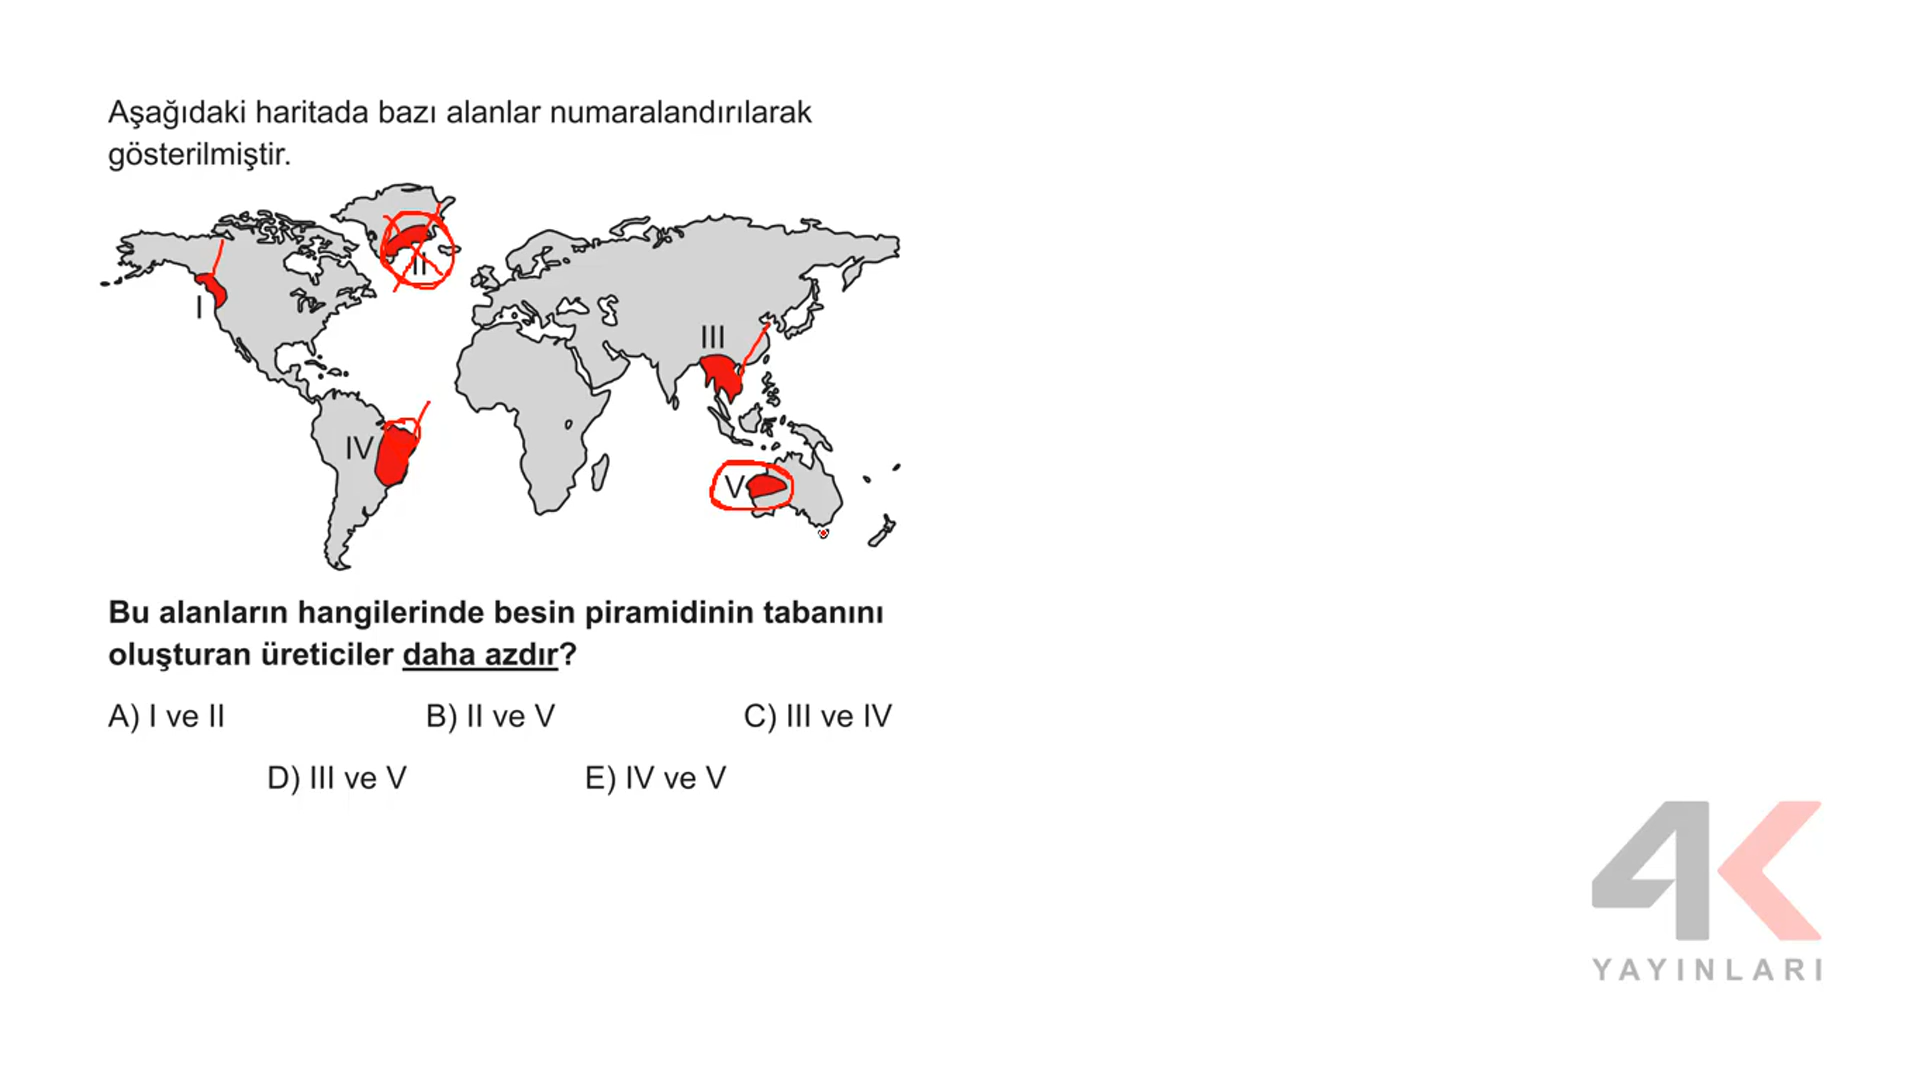 Aşağıdaki haritada bazı alanlar numaralandırılarak
gösterilmiştir.
I
II
III
IV
V
Bu alanların hangilerinde besin piramidinin tabanını
oluşturan üreticiler daha azdır?
A) I ve II B) II ve V C) III ve IV
D) III ve V E) IV ve V
4K
YAYINLARI